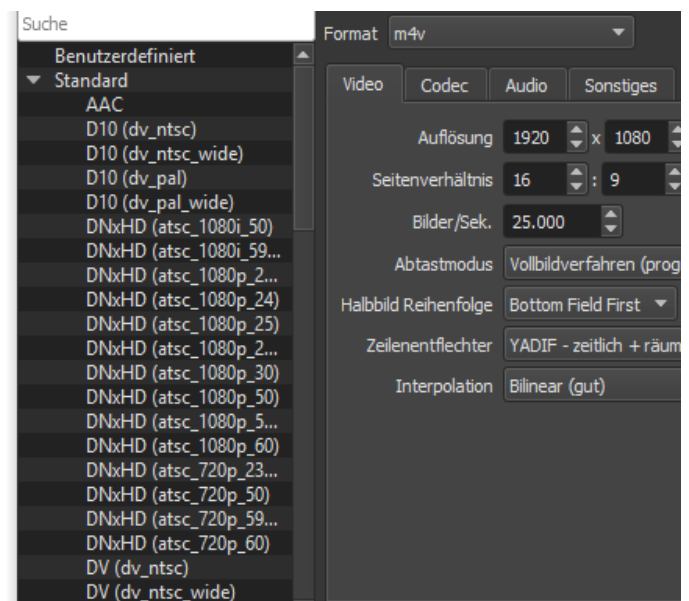 Suche
Benutzerdefiniert
Standard
AAC
D10 (dv_ntsc)
D10 (dv_ntsc_wide)
D10 (dv_pal)
D10 (dv_pal_wide)
DNxHD (atsc_1080i_50)
DNxHD (atsc_1080i_59...
DNxHD (atsc_1080p_2...
DNxHD (atsc_1080p_24)
DNxHD (atsc_1080p_25)
DNxHD (atsc_1080p_2...
DNxHD (atsc_1080p_30)
DNxHD (atsc_1080p_50)
DNxHD (atsc_1080p_5...
DNxHD (atsc_1080p_60)
DNxHD (atsc_720p_23...
DNxHD (atsc_720p_50)
DNxHD (atsc_720p_59...
DNxHD (atsc_720p_60)
DV (dv_ntsc)
DV (dv_ntsc_wide)
Format m4v
Video Codec Audio Sonstiges
Auflösung 1920 x 1080
Seitenverhältnis 16 : 9
Bilder/Sek. 25.000
Abtastmodus Vollbildverfahren (prog
Halbbild Reihenfolge Bottom Field First
Zeilenentflechter YADIF - zeitlich + räum
Interpolation Bilinear (gut)